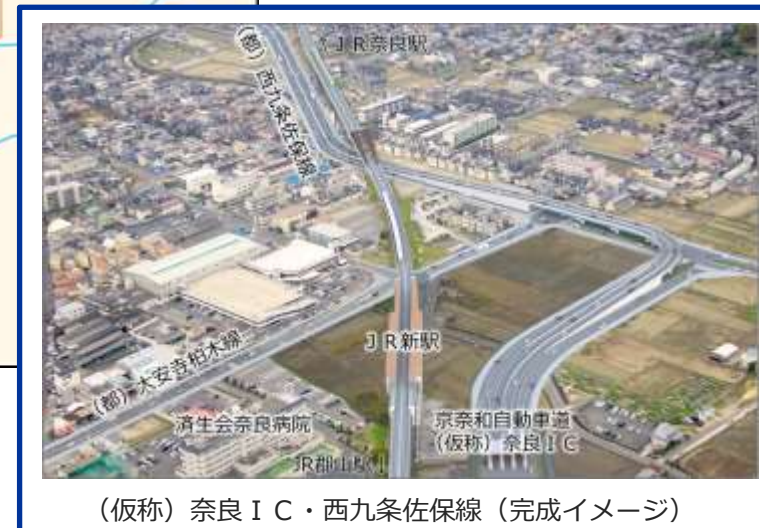 ↑JR奈良駅
(都)西九条佐保線
JR新駅
(都)大安寺柏木線
済生会奈良病院
京奈和自動車道
(仮称)奈良IC
JR郡山駅↓
(仮称)奈良IC・西九条佐保線(完成イメージ)